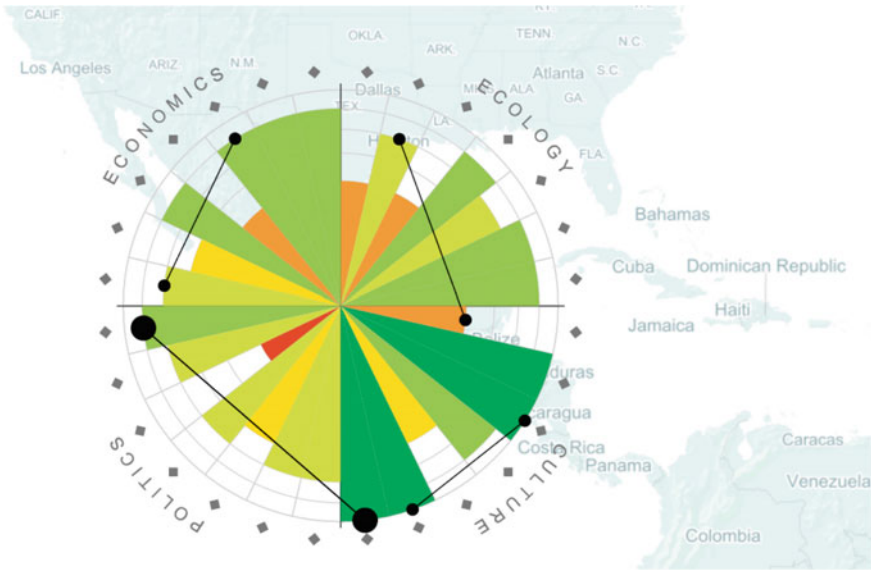 CALIF.
KY.
TENN.
N.C.
OKLA.
ARK.
Los Angeles
ARIZ.
N.M.
Atlanta
S.C.
Dallas
ALA.
GA.
TEX.
LA.
FLA.
ECONOMICS
ECOLOGY
Bahamas
Cuba
Dominican Republic
Haiti
Jamaica
Belize
Costa Rica
Panama
Caracas
Venezuela
Colombia
POLITICS
CULTURE